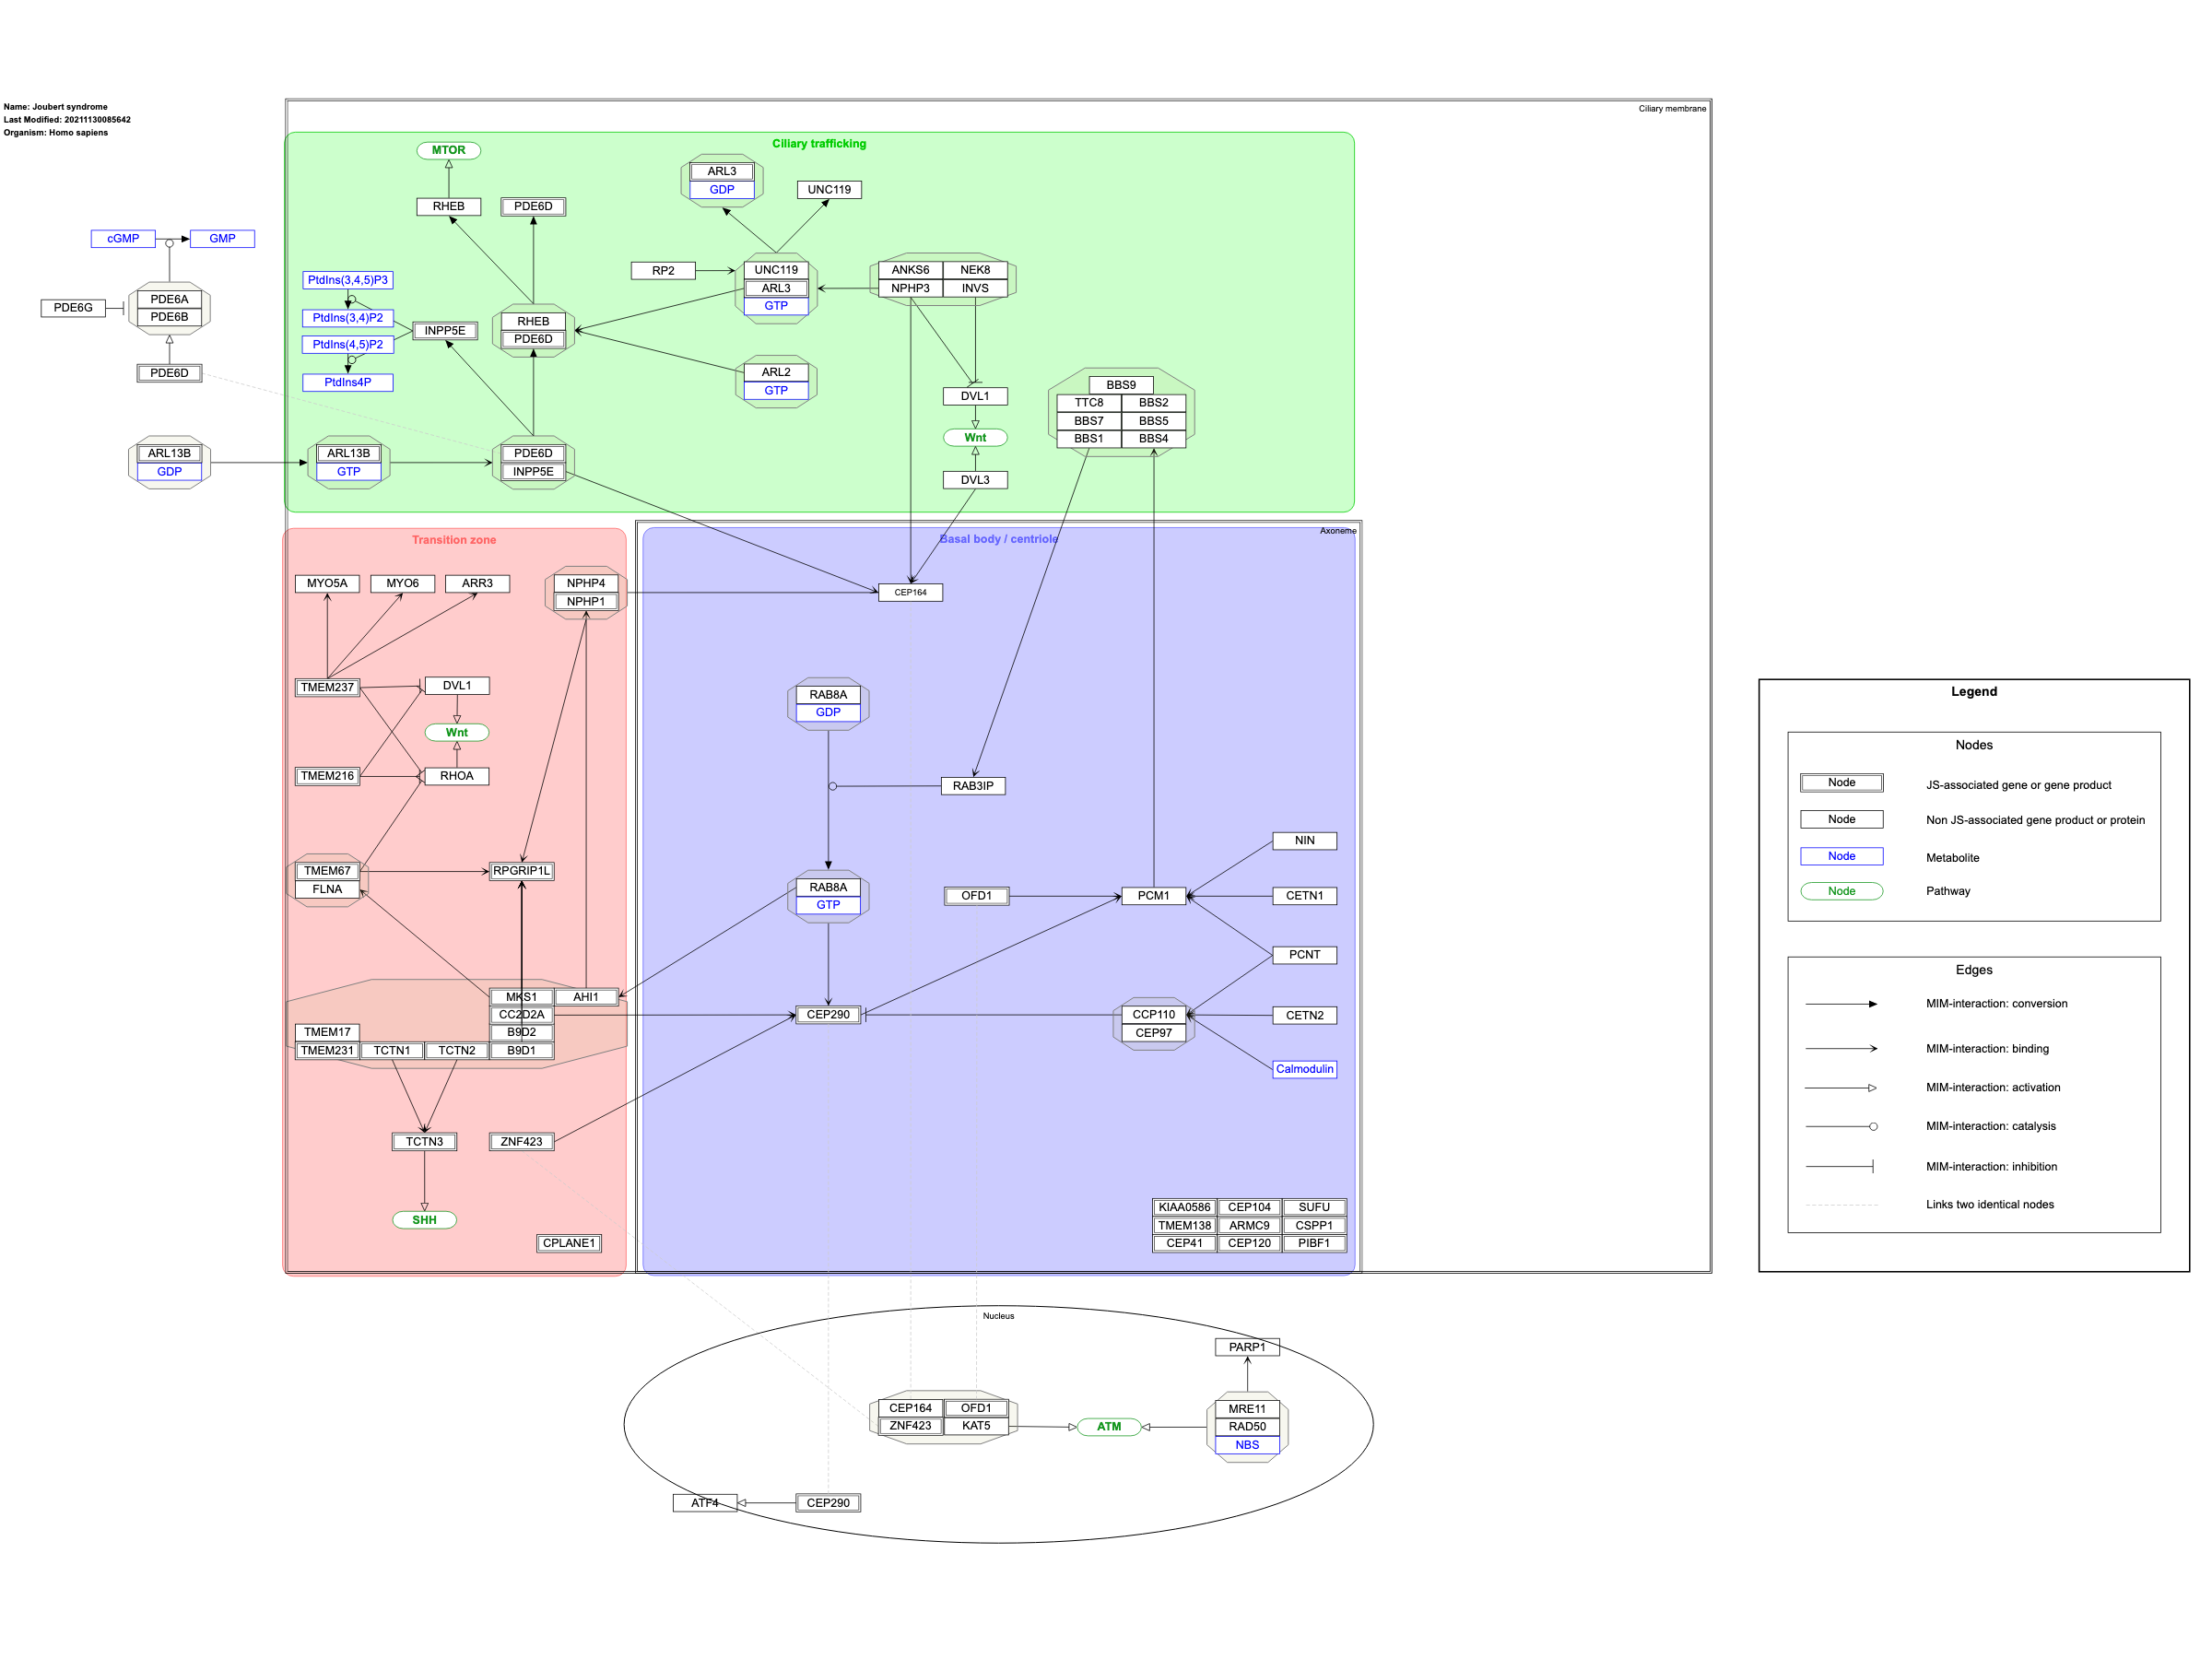 Name: Joubert syndrome
Last Modified: 20211130085642
Organism: Homo sapiens
Ciliary membrane
Ciliary trafficking
MTOR
RHEB
PDE6D
ARL3
GDP
UNC119
cGMP
GMP
PDE6G
PDE6A
PDE6B
PDE6D
PtdIns(3,4,5)P3
PtdIns(3,4)P2
PtdIns(4,5)P2
PtdIns4P
INPP5E
RHEB
PDE6D
RP2
UNC119
ARL3
GTP
ANKS6
NEK8
NPHP3
INVS
ARL2
GTP
DVL1
Wnt
DVL3
BBS9
TTC8
BBS2
BBS7
BBS5
BBS1
BBS4
ARL13B
GDP
ARL13B
GTP
PDE6D
INPP5E
Transition zone
MYO5A
MYO6
ARR3
NPHP4
NPHP1
TMEM237
DVL1
Wnt
TMEM216
RHOA
TMEM67
FLNA
RPGRIP1L
MKS1
AHI1
CC2D2A
TMEM17
B9D2
TMEM231
TCTN1
TCTN2
B9D1
TCTN3
ZNF423
SHH
CPLANE1
Axoneme
Basal body / centriole
CEP164
RAB8A
GDP
RAB3IP
RAB8A
GTP
OFD1
PCM1
NIN
CETN1
PCNT
CEP290
CCP110
CEP97
CETN2
Calmodulin
KIAA0586
CEP104
SUFU
TMEM138
ARMC9
CSPP1
CEP41
CEP120
PIBF1
Nucleus
PARP1
CEP164
OFD1
ZNF423
KAT5
ATM
MRE11
RAD50
NBS
ATF4
CEP290
Legend
Nodes
Node
JS-associated gene or gene product
Node
Non JS-associated gene product or protein
Node
Metabolite
Node
Pathway
Edges
MIM-interaction: conversion
MIM-interaction: binding
MIM-interaction: activation
MIM-interaction: catalysis
MIM-interaction: inhibition
Links two identical nodes